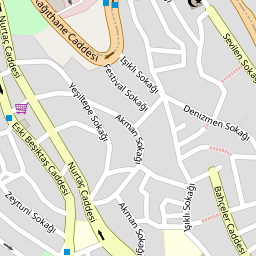 Kağıthane Caddesi
Nurtaç Caddesi
Işıklı Sokağı
Festival Sokağı
Sevilen Sokağı
Yeşiltepe Sokağı
Akman Sokağı
Denizmen Sokağı
Eski Beşiktaş Caddesi
Nurtaç Caddesi
Işıklı Sokağı
Zeytuni Sokağı
Akman Sokağı
Bahçeler Caddesi